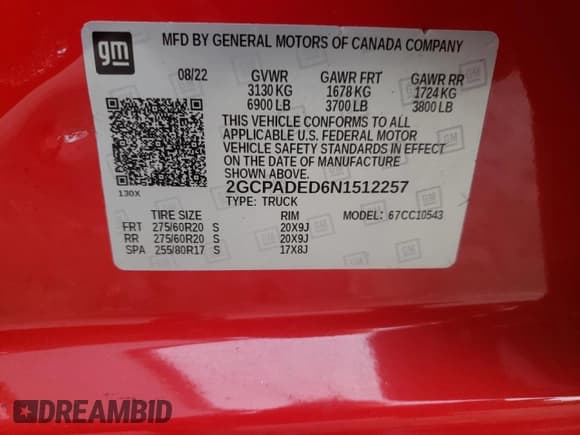 gm
MFD BY GENERAL MOTORS OF CANADA COMPANY
08/22 GVWR GAWR FRT GAWR RR
3130 KG 1678 KG 1724 KG
6900 LB 3700 LB 3800 LB
THIS VEHICLE CONFORMS TO ALL
APPLICABLE U.S. FEDERAL MOTOR
VEHICLE SAFETY STANDARDS IN EFFECT
ON THE DATE OF MANUFACTURE
SHOWN ABOVE.
130X
2GCPADED6N1512257
TYPE: TRUCK MODEL: 67CC10543
TIRE SIZE RIM
FRT 275/60R20 S 20X9J
RR 275/60R20 S 20X9J
SPA 255/80R17 S 17X8J
DREAMBID